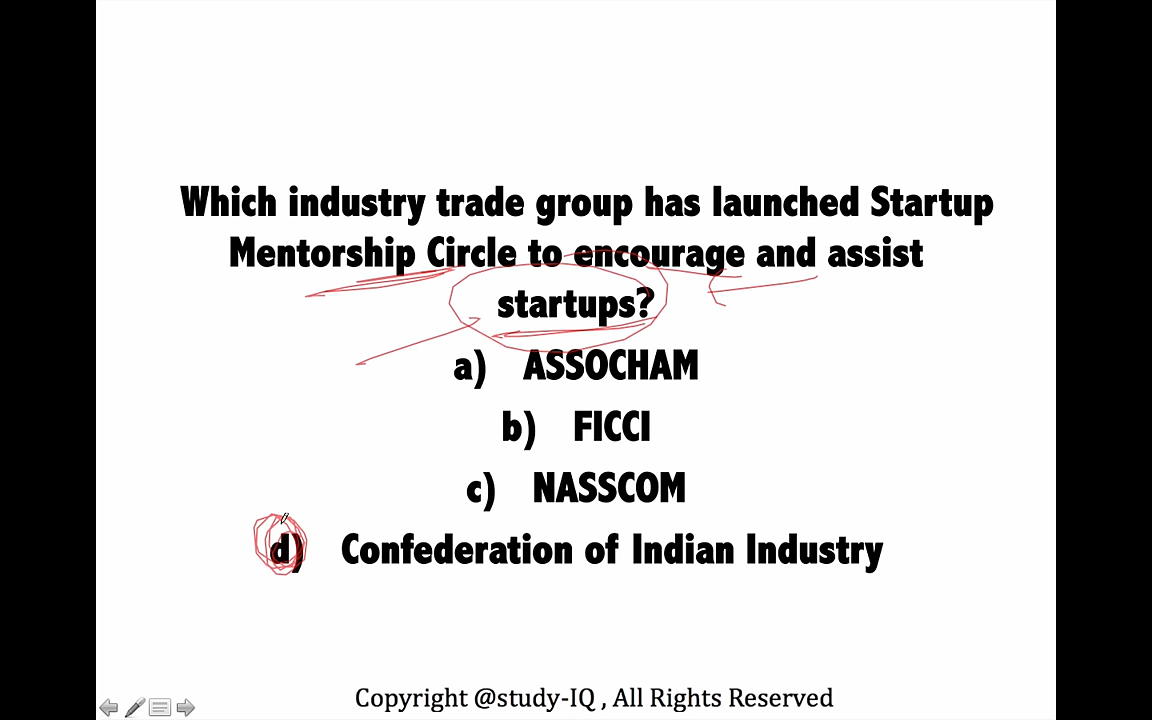 Which industry trade group has launched Startup
Mentorship Circle to encourage and assist
startups?
a) ASSOCHAM
b) FICCI
c) NASSCOM
d) Confederation of Indian Industry
Copyright @study-IQ , All Rights Reserved